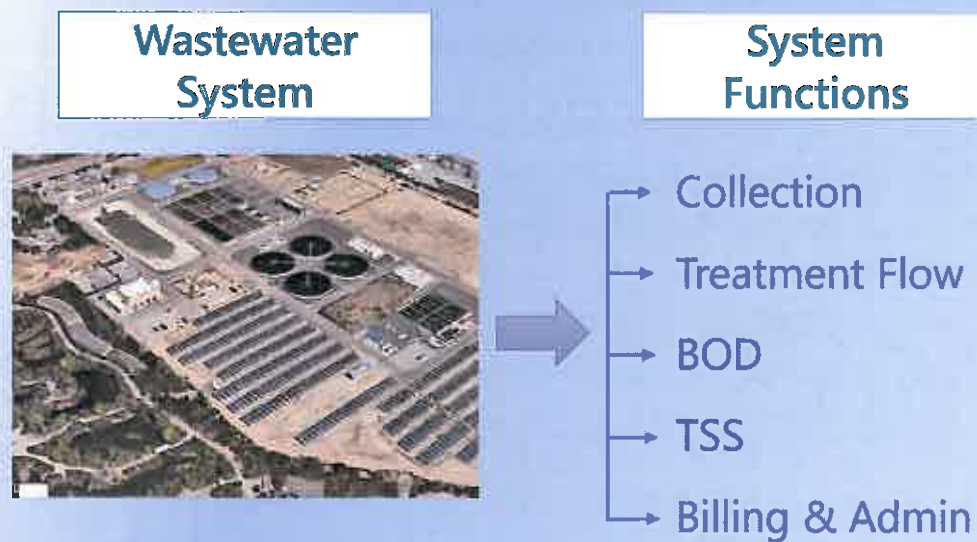 Wastewater
System
System
Functions
Collection
Treatment Flow
BOD
TSS
Billing & Admin